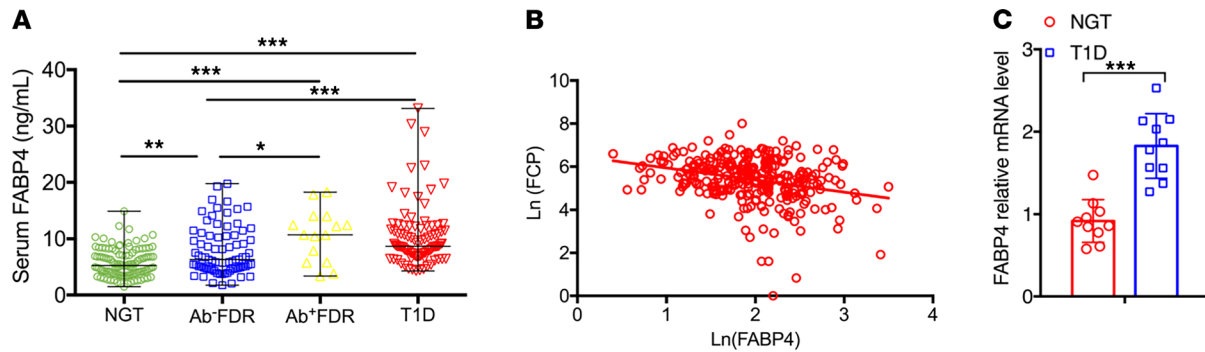 A
Serum FABP4 (ng/mL)
40
30
20
10
0
***
***
***
**
*
NGT
Ab⁻FDR
Ab⁺FDR
T1D
B
Ln (FCP)
10
8
6
4
2
0
0
1
2
3
4
Ln(FABP4)
C
NGT
T1D
FABP4 relative mRNA level
3
2
1
0
***